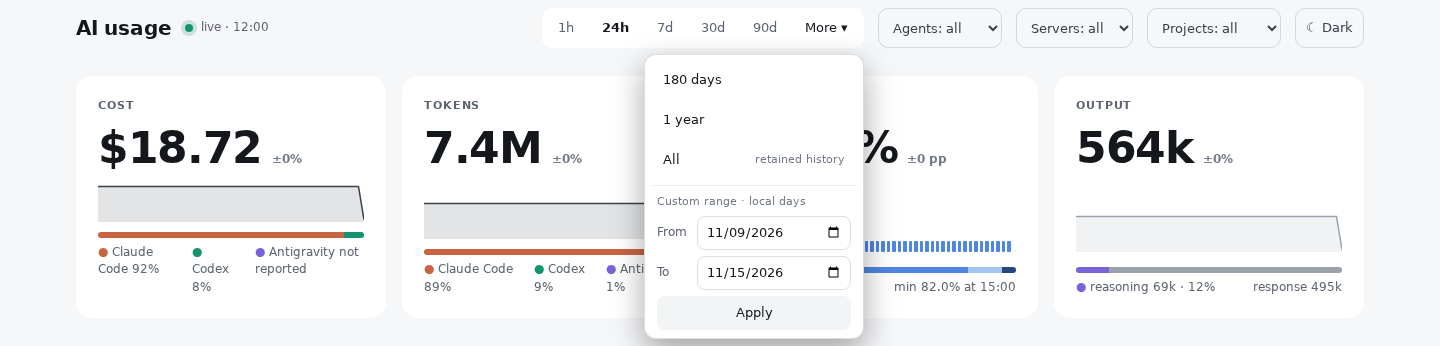 AI usage
live · 12:00
1h 24h 7d 30d 90d More ▾
Agents: all
Servers: all
Projects: all
☾ Dark
COST
$18.72 ±0%
Claude Code 92%
Codex 8%
Antigravity not reported
TOKENS
7.4M ±0%
Claude Code 89%
Codex 9%
1%
180 days
1 year
All retained history
Custom range · local days
From 11/09/2026
To 11/15/2026
Apply
% ±0 pp
min 82.0% at 15:00
OUTPUT
564k ±0%
reasoning 69k · 12%
response 495k